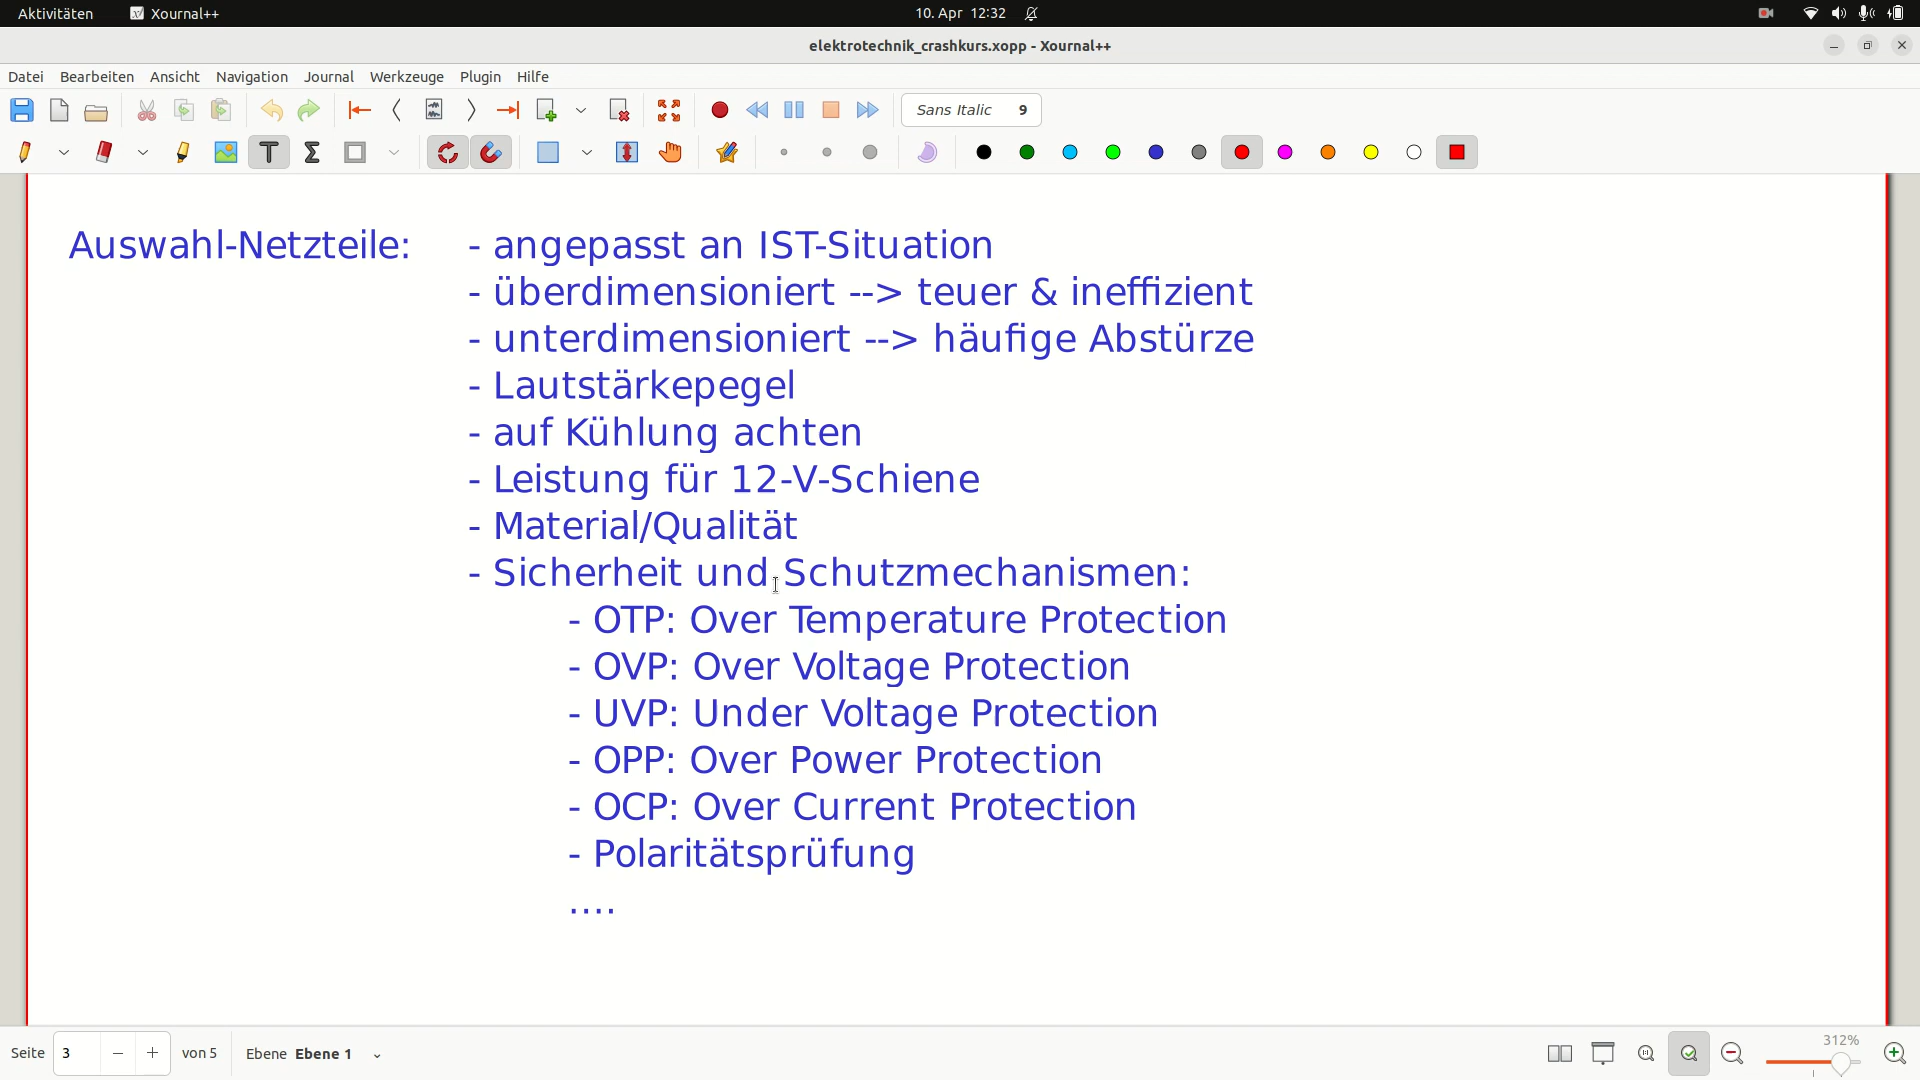 Aktivitäten
Xournal++
10. Apr 12:32
elektrotechnik_crashkurs.xopp - Xournal++
Datei Bearbeiten Ansicht Navigation Journal Werkzeuge Plugin Hilfe
Sans Italic 9
Auswahl-Netzteile: - angepasst an IST-Situation
- überdimensioniert --> teuer & ineffizient
- unterdimensioniert --> häufige Abstürze
- Lautstärkepegel
- auf Kühlung achten
- Leistung für 12-V-Schiene
- Material/Qualität
- Sicherheit und Schutzmechanismen:
- OTP: Over Temperature Protection
- OVP: Over Voltage Protection
- UVP: Under Voltage Protection
- OPP: Over Power Protection
- OCP: Over Current Protection
- Polaritätsprüfung
....
Seite 3 von 5 Ebene Ebene 1
312%